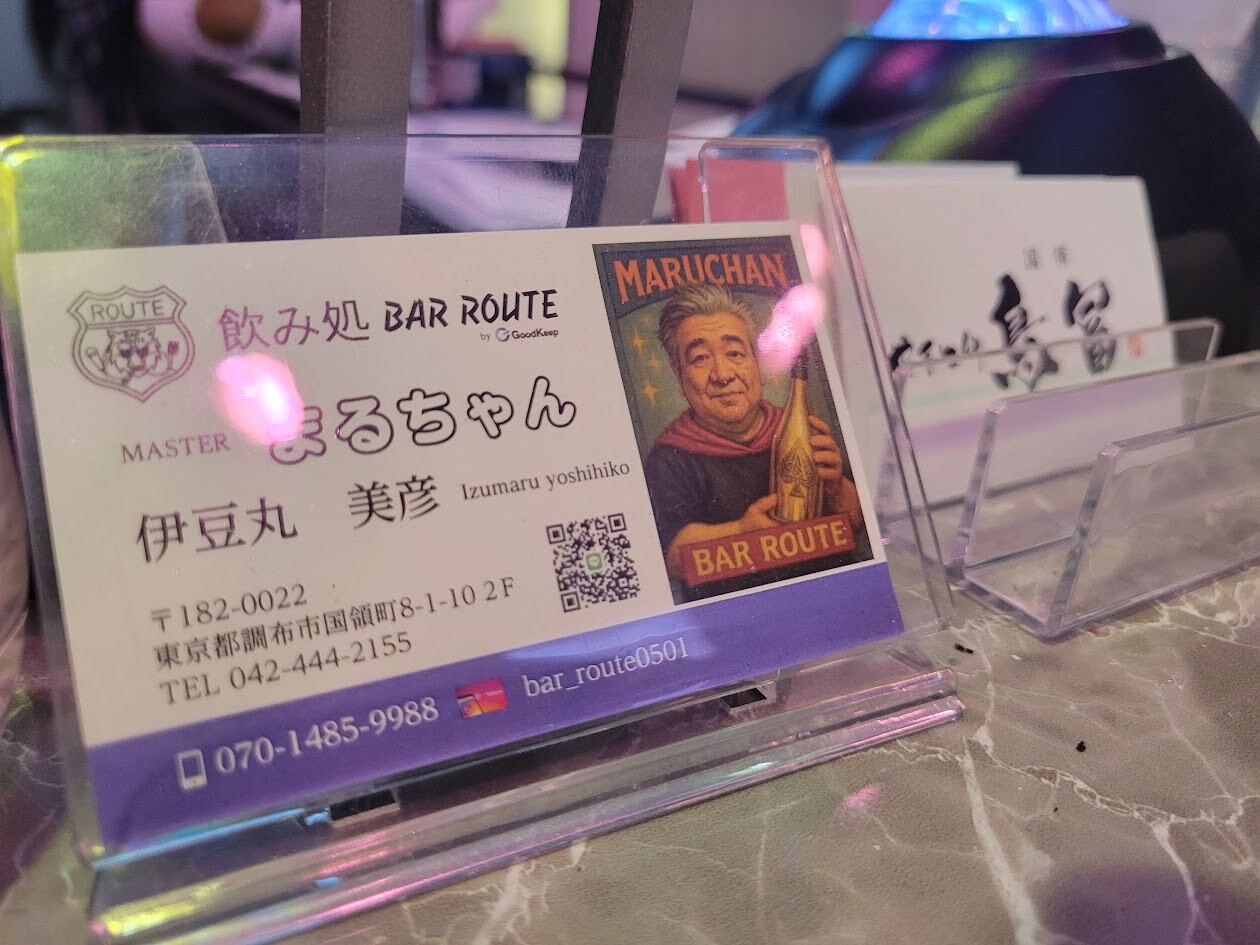 ROUTE
飲み処 BAR ROUTE
by GoodKeep
MASTER まるちゃん
伊豆丸 美彦 Izumaru yoshihiko
〒182-0022
東京都調布市国領町8-1-10 2F
TEL 042-444-2155
070-1485-9988 bar_route0501
MARUCHAN
BAR ROUTE